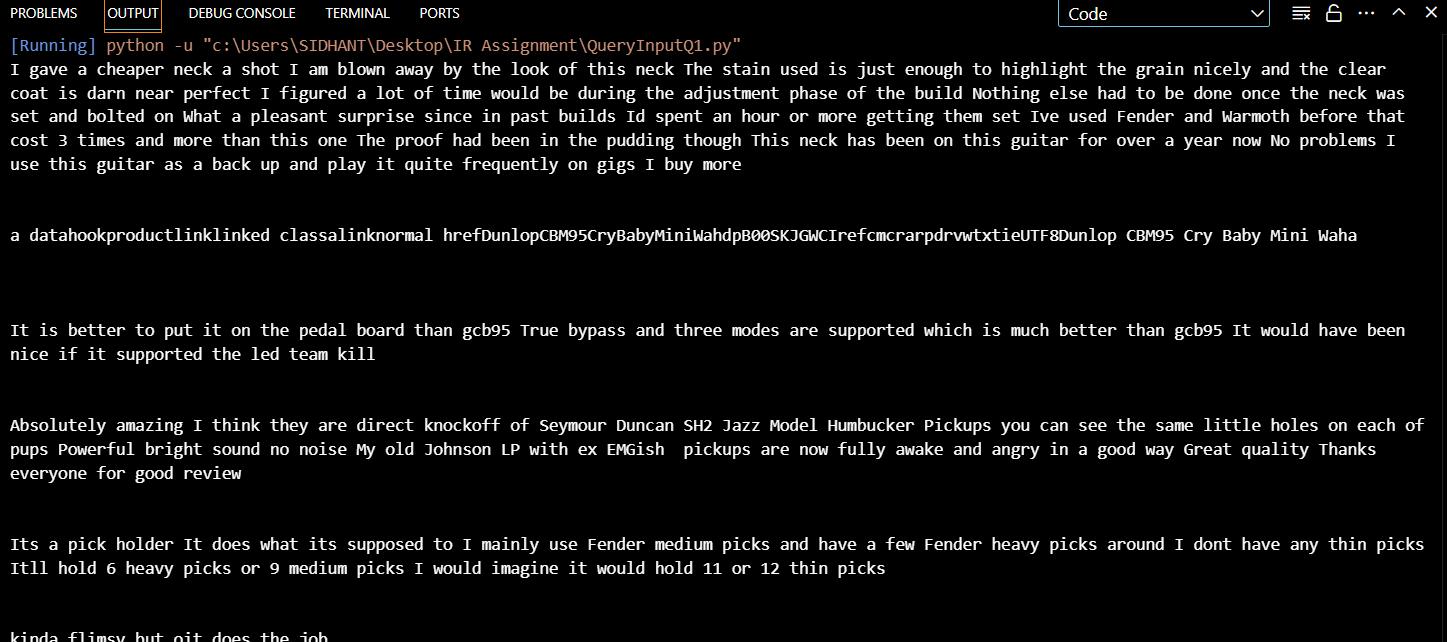 PROBLEMS OUTPUT DEBUG CONSOLE TERMINAL PORTS Code
[Running] python -u "c:\Users\SIDHANT\Desktop\IR Assignment\QueryInputQ1.py"
I gave a cheaper neck a shot I am blown away by the look of this neck The stain used is just enough to highlight the grain nicely and the clear
coat is darn near perfect I figured a lot of time would be during the adjustment phase of the build Nothing else had to be done once the neck was
set and bolted on What a pleasant surprise since in past builds Id spent an hour or more getting them set Ive used Fender and Warmoth before that
cost 3 times and more than this one The proof had been in the pudding though This neck has been on this guitar for over a year now No problems I
use this guitar as a back up and play it quite frequently on gigs I buy more
a datahookproductlinklinked classalinknormal hrefDunlopCBM95CryBabyMiniWahdpB00SKJGWCIrefcmcrarpdrvwtxtieUTF8Dunlop CBM95 Cry Baby Mini Waha
It is better to put it on the pedal board than gcb95 True bypass and three modes are supported which is much better than gcb95 It would have been
nice if it supported the led team kill
Absolutely amazing I think they are direct knockoff of Seymour Duncan SH2 Jazz Model Humbucker Pickups you can see the same little holes on each of
pups Powerful bright sound no noise My old Johnson LP with ex EMGish  pickups are now fully awake and angry in a good way Great quality Thanks
everyone for good review
Its a pick holder It does what its supposed to I mainly use Fender medium picks and have a few Fender heavy picks around I dont have any thin picks
Itll hold 6 heavy picks or 9 medium picks I would imagine it would hold 11 or 12 thin picks
kinda flimsy but oit does the job